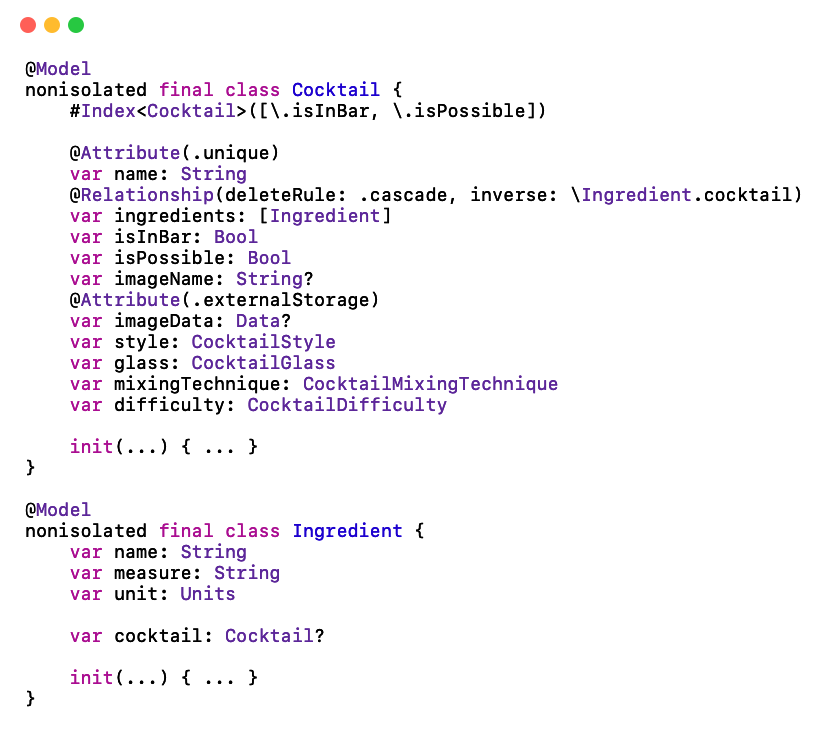 @Model
nonisolated final class Cocktail {
    #Index<Cocktail>([\.isInBar, \.isPossible])

    @Attribute(.unique)
    var name: String
    @Relationship(deleteRule: .cascade, inverse: \Ingredient.cocktail)
    var ingredients: [Ingredient]
    var isInBar: Bool
    var isPossible: Bool
    var imageName: String?
    @Attribute(.externalStorage)
    var imageData: Data?
    var style: CocktailStyle
    var glass: CocktailGlass
    var mixingTechnique: CocktailMixingTechnique
    var difficulty: CocktailDifficulty

    init(...) { ... }
}

@Model
nonisolated final class Ingredient {
    var name: String
    var measure: String
    var unit: Units

    var cocktail: Cocktail?

    init(...) { ... }
}